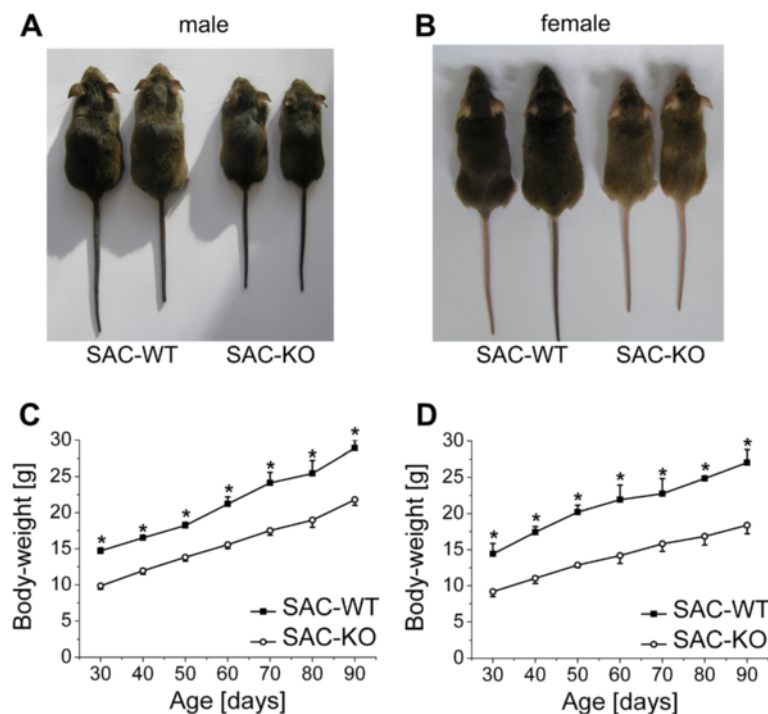 A
male
SAC-WT
SAC-KO
B
female
SAC-WT
SAC-KO
C
Body-weight [g]
30
25
20
15
10
5
0
* * * * * * *
SAC-WT
SAC-KO
30 40 50 60 70 80 90
Age [days]
D
Body-weight [g]
30
25
20
15
10
5
0
* * * * * * *
SAC-WT
SAC-KO
30 40 50 60 70 80 90
Age [days]